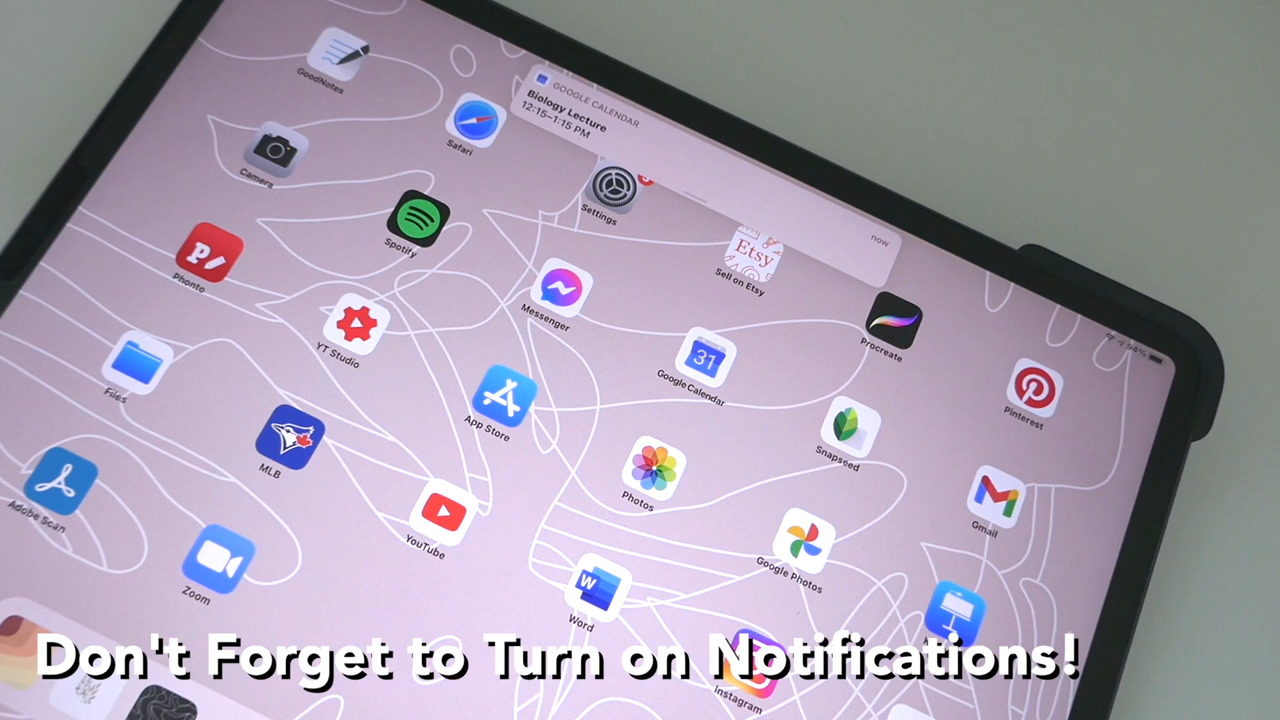 GoodNotes
GOOGLE CALENDAR
Biology Lecture
12:15–1:15 PM
now
Safari
Camera
Settings
Spotify
Etsy
Sell on Etsy
Phonto
Messenger
Procreate
YT Studio
31
Google Calendar
94%
Pinterest
Files
App Store
Snapseed
MLB
Photos
Gmail
Adobe Scan
YouTube
Google Photos
Zoom
W
Word
Instagram
Don't Forget to Turn on Notifications!